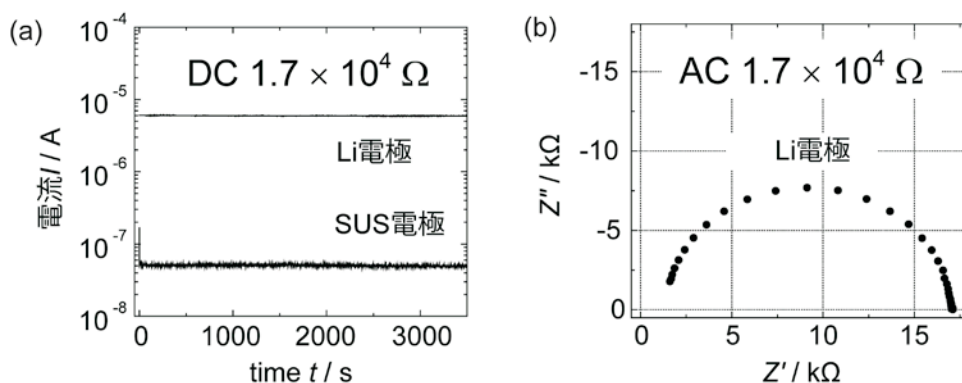 (a)
DC 1.7 × 10⁴ Ω
Li電極
SUS電極
電流 I / A
10⁻⁴
10⁻⁵
10⁻⁶
10⁻⁷
10⁻⁸
0 1000 2000 3000
time t / s
(b)
AC 1.7 × 10⁴ Ω
Li電極
Z″ / kΩ
-15
-10
-5
0
0 5 10 15
Z′ / kΩ